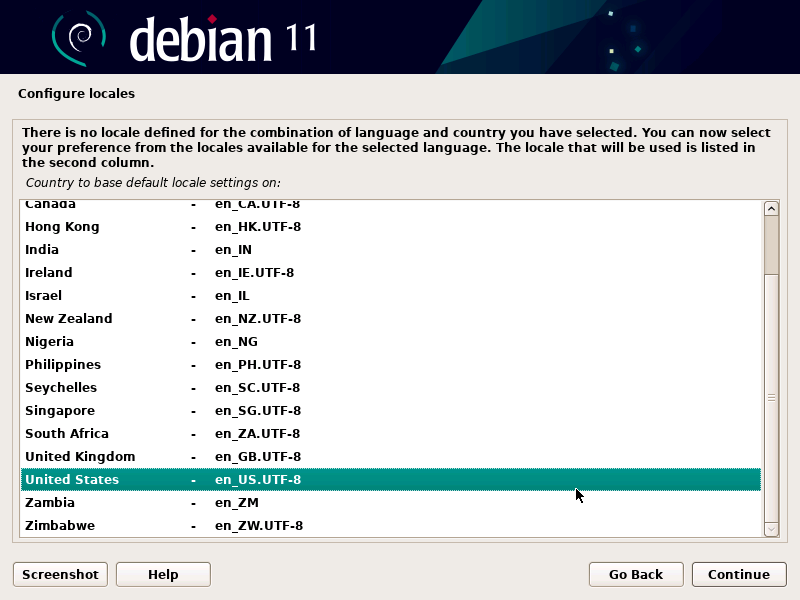 debian 11
Configure locales
There is no locale defined for the combination of language and country you have selected. You can now select
your preference from the locales available for the selected language. The locale that will be used is listed in
the second column.
Country to base default locale settings on:
Canada - en_CA.UTF-8
Hong Kong - en_HK.UTF-8
India - en_IN
Ireland - en_IE.UTF-8
Israel - en_IL
New Zealand - en_NZ.UTF-8
Nigeria - en_NG
Philippines - en_PH.UTF-8
Seychelles - en_SC.UTF-8
Singapore - en_SG.UTF-8
South Africa - en_ZA.UTF-8
United Kingdom - en_GB.UTF-8
United States - en_US.UTF-8
Zambia - en_ZM
Zimbabwe - en_ZW.UTF-8
Screenshot Help Go Back Continue